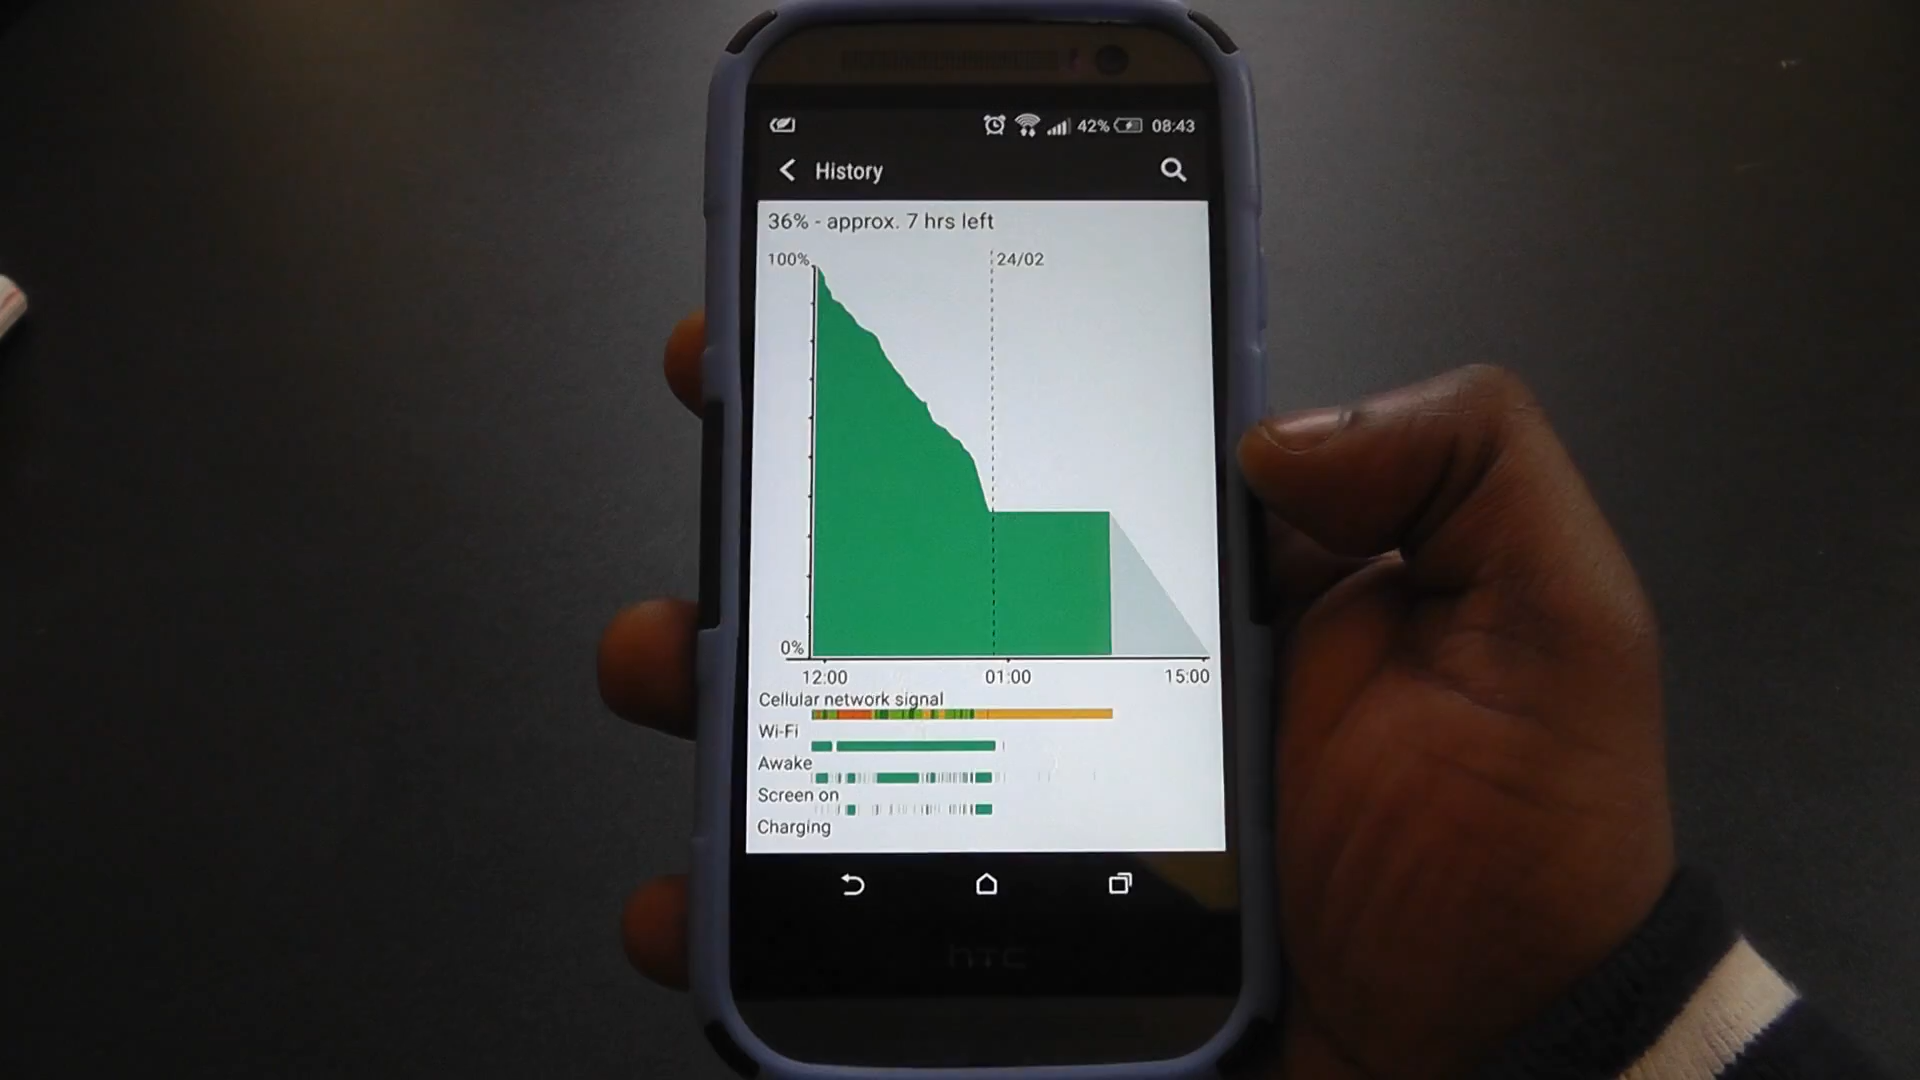 42% 08:43
History
36% - approx. 7 hrs left
100% 24/02
0%
12:00 01:00 15:00
Cellular network signal
Wi-Fi
Awake
Screen on
Charging
hTC